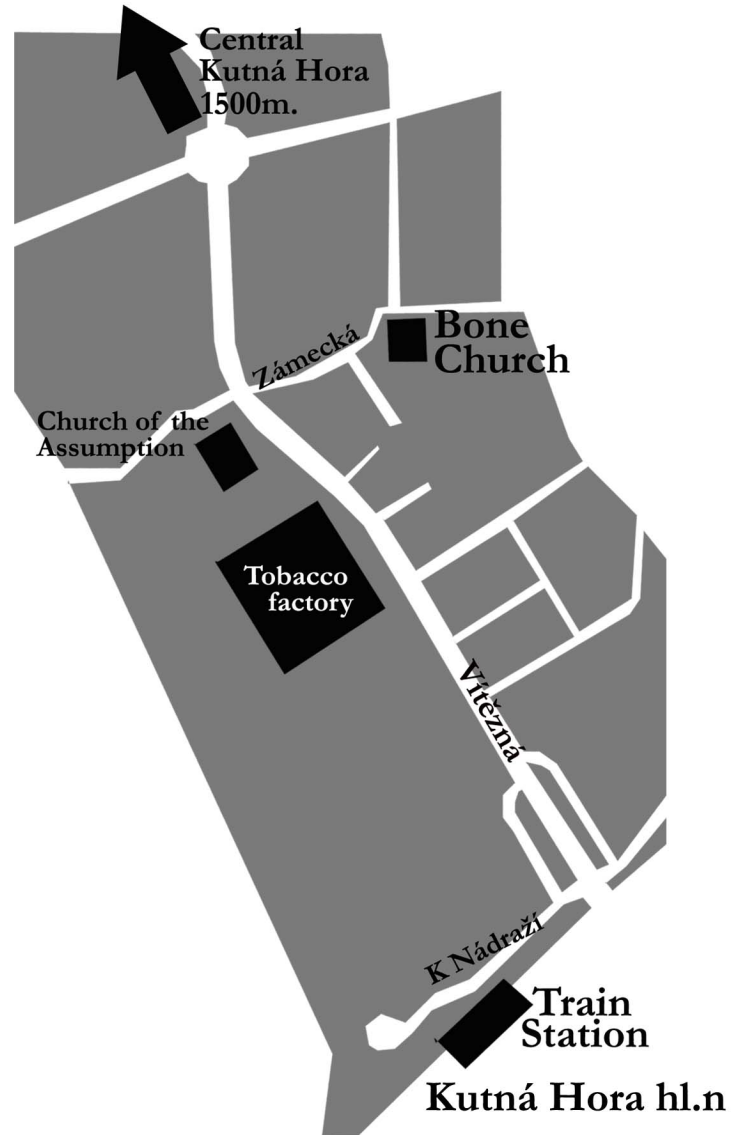 Central
Kutná Hora
1500m.
Zámecká
Bone
Church
Church of the
Assumption
Tobacco
factory
Vítězná
K Nádraží
Train
Station
Kutná Hora hl.n